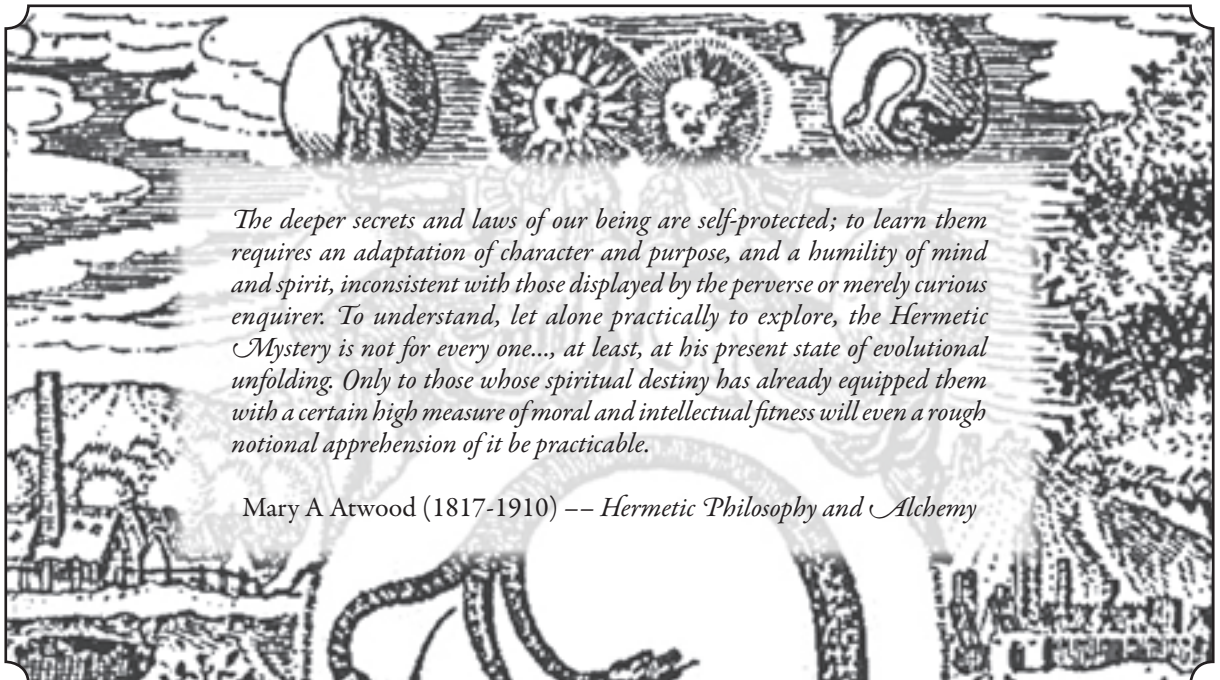 The deeper secrets and laws of our being are self-protected; to learn them
requires an adaptation of character and purpose, and a humility of mind
and spirit, inconsistent with those displayed by the perverse or merely curious
enquirer. To understand, let alone practically to explore, the Hermetic
Mystery is not for every one..., at least, at his present state of evolutional
unfolding. Only to those whose spiritual destiny has already equipped them
with a certain high measure of moral and intellectual fitness will even a rough
notional apprehension of it be practicable.
Mary A Atwood (1817-1910) –– Hermetic Philosophy and Alchemy